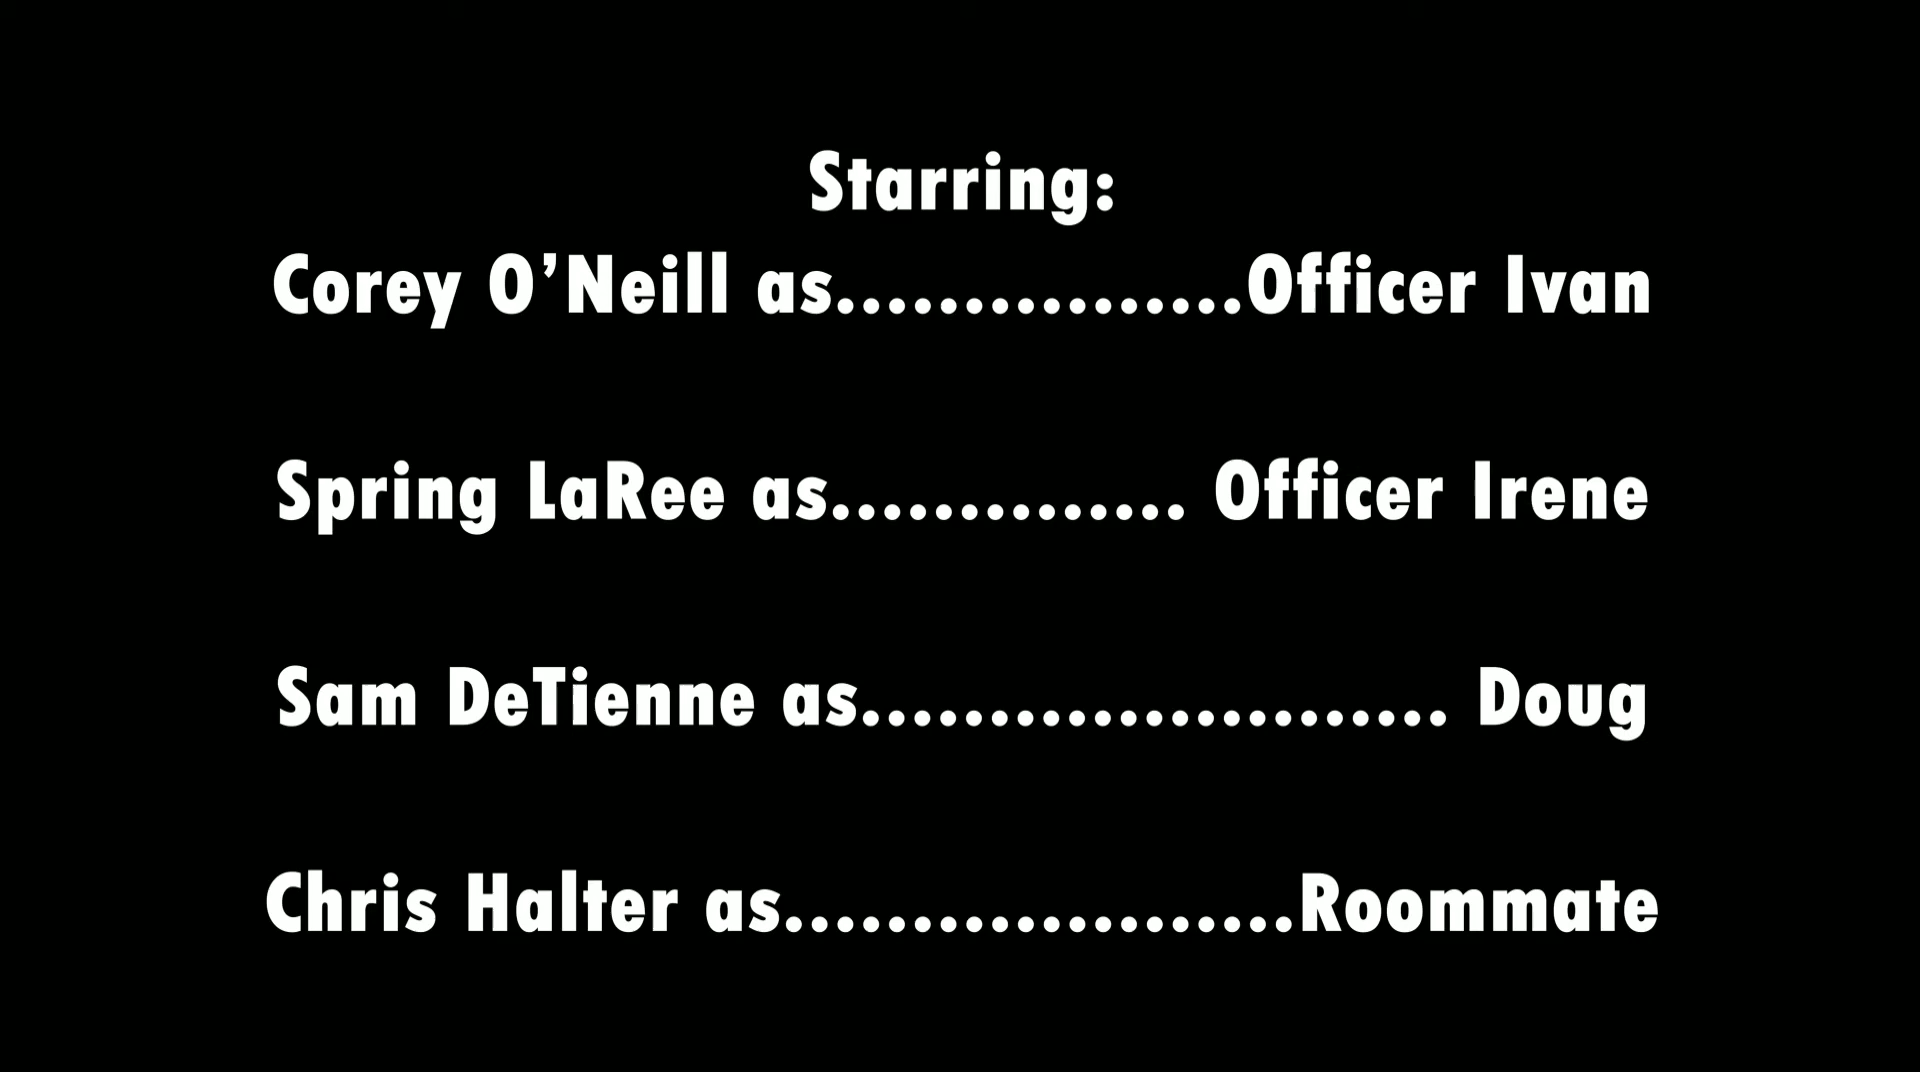 Starring:
Corey O’Neill as................Officer Ivan
Spring LaRee as.............. Officer Irene
Sam DeTienne as....................... Doug
Chris Halter as....................Roommate